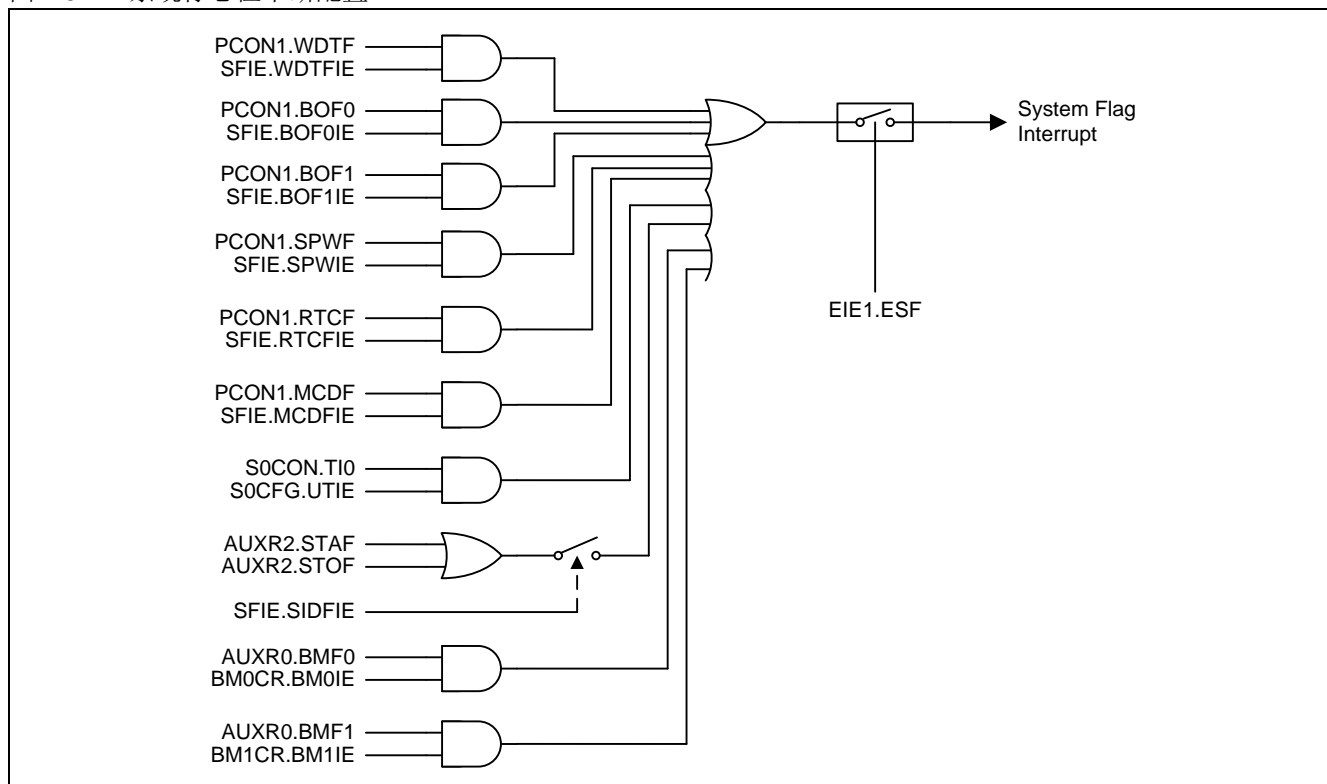 PCON1.WDTF
SFIE.WDTFIE
PCON1.BOF0
SFIE.BOF0IE
PCON1.BOF1
SFIE.BOF1IE
PCON1.SPWF
SFIE.SPWIE
PCON1.RTCF
SFIE.RTCFIE
PCON1.MCDF
SFIE.MCDFIE
S0CON.TI0
S0CFG.UTIE
AUXR2.STAF
AUXR2.STOF
SFIE.SIDFIE
AUXR0.BMF0
BM0CR.BM0IE
AUXR0.BMF1
BM1CR.BM1IE
System Flag
Interrupt
EIE1.ESF